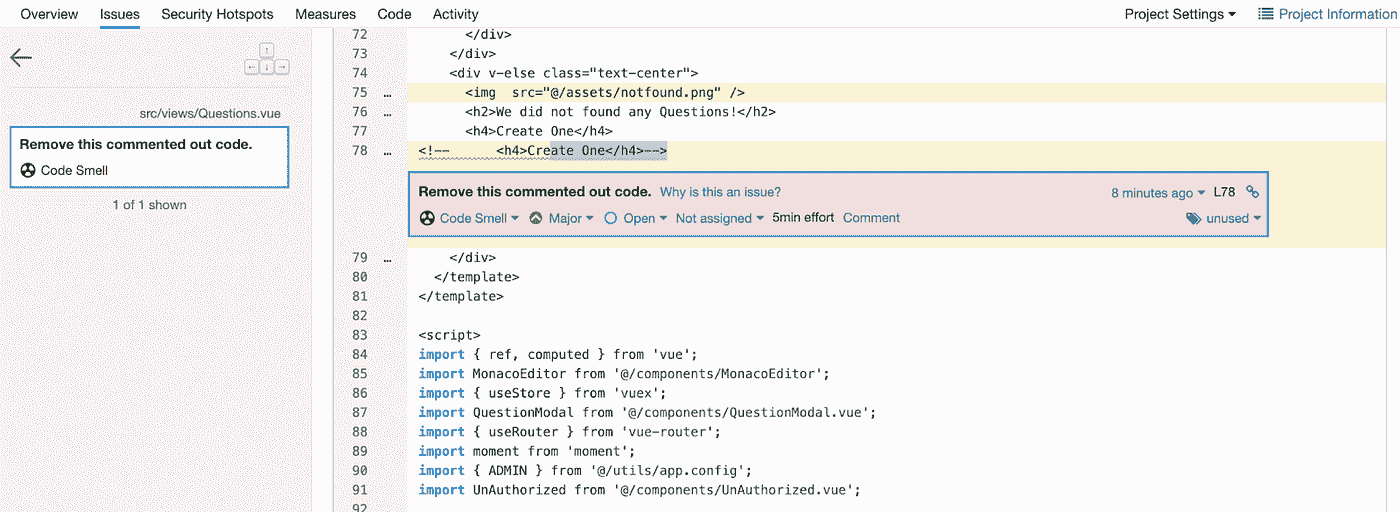 Overview Issues Security Hotspots Measures Code Activity Project Settings Project Information
src/views/Questions.vue
Remove this commented out code.
Code Smell
1 of 1 shown
72 </div>
73 </div>
74 <div v-else class="text-center">
75 … <img  src="@/assets/notfound.png" />
76 … <h2>We did not found any Questions!</h2>
77 <h4>Create One</h4>
78 … <!--      <h4>Create One</h4>-->
Remove this commented out code. Why is this an issue? 8 minutes ago L78
Code Smell Major Open Not assigned 5min effort Comment unused
79 … </div>
80 </template>
81 </template>
82
83 <script>
84 import { ref, computed } from 'vue';
85 import MonacoEditor from '@/components/MonacoEditor';
86 import { useStore } from 'vuex';
87 import QuestionModal from '@/components/QuestionModal.vue';
88 import { useRouter } from 'vue-router';
89 import moment from 'moment';
90 import { ADMIN } from '@/utils/app.config';
91 import UnAuthorized from '@/components/UnAuthorized.vue';
92